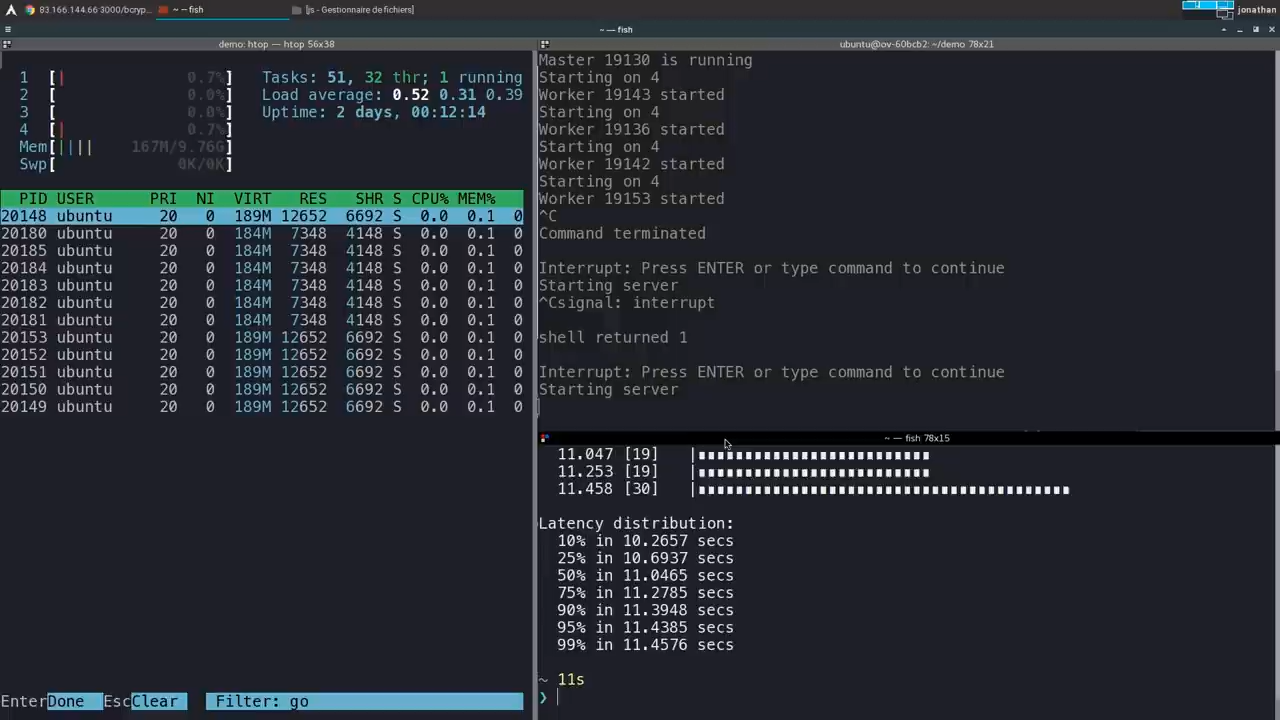 83.166.144.66:3000/bcryp...
~ — fish
[js - Gestionnaire de fichiers]
jonathan
~ — fish
demo: htop — htop 56x38
ubuntu@ov-60bcb2: ~/demo 78x21
1 [| 0.7%]
2 [ 0.0%]
3 [ 0.0%]
4 [| 0.7%]
Mem[|||| 167M/9.76G]
Swp[ 0K/0K]
Tasks: 51, 32 thr; 1 running
Load average: 0.52 0.31 0.39
Uptime: 2 days, 00:12:14
PID USER PRI NI VIRT RES SHR S CPU% MEM%
20148 ubuntu 20 0 189M 12652 6692 S 0.0 0.1 0
20180 ubuntu 20 0 184M 7348 4148 S 0.0 0.1 0
20185 ubuntu 20 0 184M 7348 4148 S 0.0 0.1 0
20184 ubuntu 20 0 184M 7348 4148 S 0.0 0.1 0
20183 ubuntu 20 0 184M 7348 4148 S 0.0 0.1 0
20182 ubuntu 20 0 184M 7348 4148 S 0.0 0.1 0
20181 ubuntu 20 0 184M 7348 4148 S 0.0 0.1 0
20153 ubuntu 20 0 189M 12652 6692 S 0.0 0.1 0
20152 ubuntu 20 0 189M 12652 6692 S 0.0 0.1 0
20151 ubuntu 20 0 189M 12652 6692 S 0.0 0.1 0
20150 ubuntu 20 0 189M 12652 6692 S 0.0 0.1 0
20149 ubuntu 20 0 189M 12652 6692 S 0.0 0.1 0
EnterDone EscClear Filter: go
Master 19130 is running
Starting on 4
Worker 19143 started
Starting on 4
Worker 19136 started
Starting on 4
Worker 19142 started
Starting on 4
Worker 19153 started
^C
Command terminated
Interrupt: Press ENTER or type command to continue
Starting server
^Csignal: interrupt
shell returned 1
Interrupt: Press ENTER or type command to continue
Starting server
~ — fish 78x15
11.047 [19] |
11.253 [19] |
11.458 [30] |
Latency distribution:
10% in 10.2657 secs
25% in 10.6937 secs
50% in 11.0465 secs
75% in 11.2785 secs
90% in 11.3948 secs
95% in 11.4385 secs
99% in 11.4576 secs
~ 11s
❯